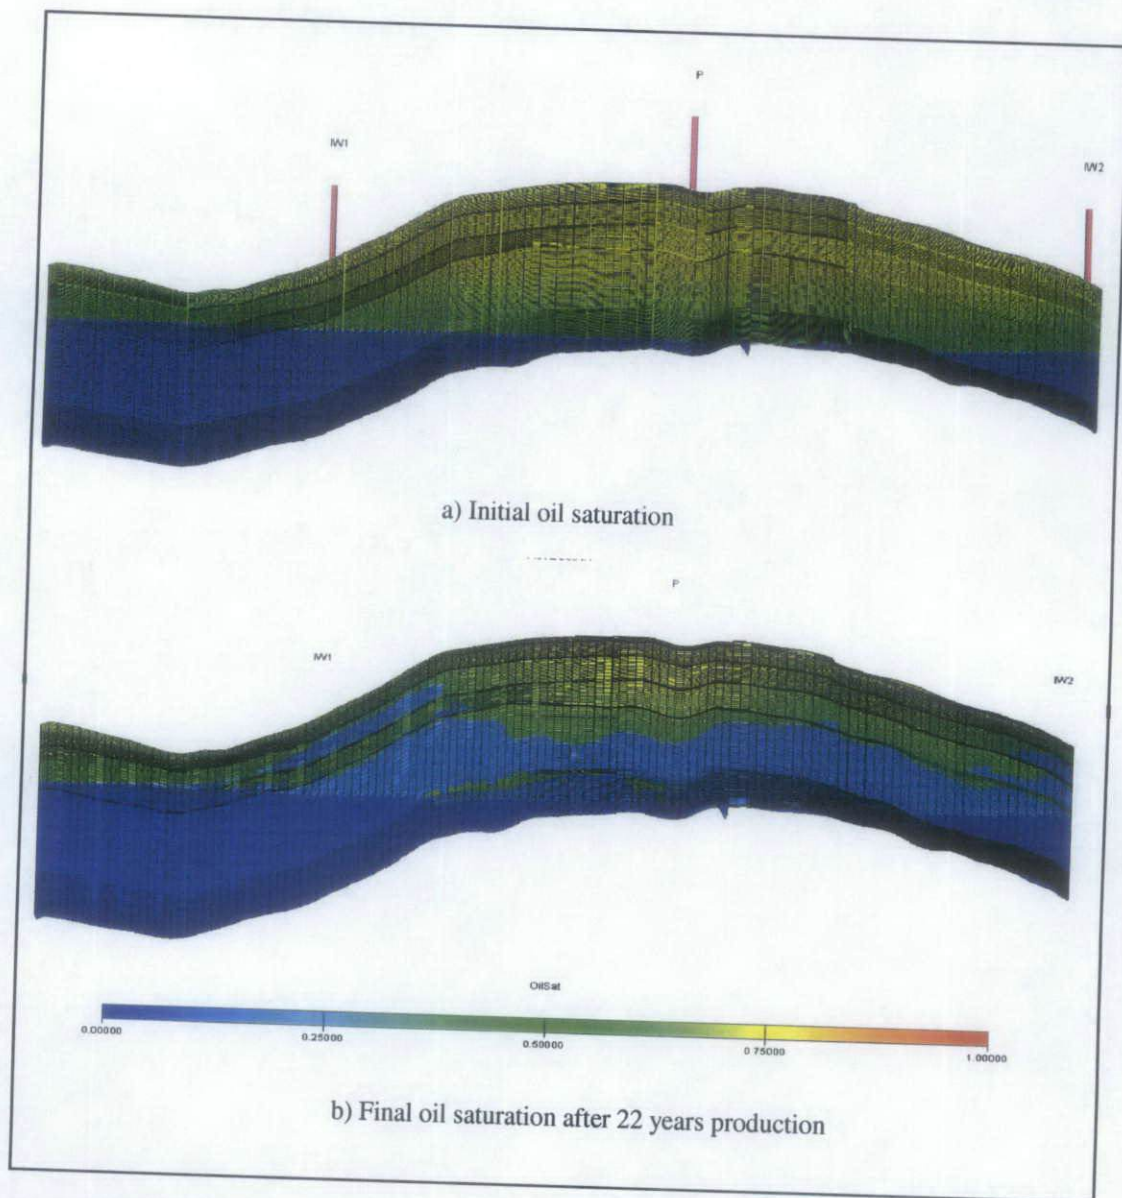 P
IW1
IW2
a) Initial oil saturation
P
IW1
IW2
OilSat
0.00000 0.25000 0.50000 0.75000 1.00000
b) Final oil saturation after 22 years production